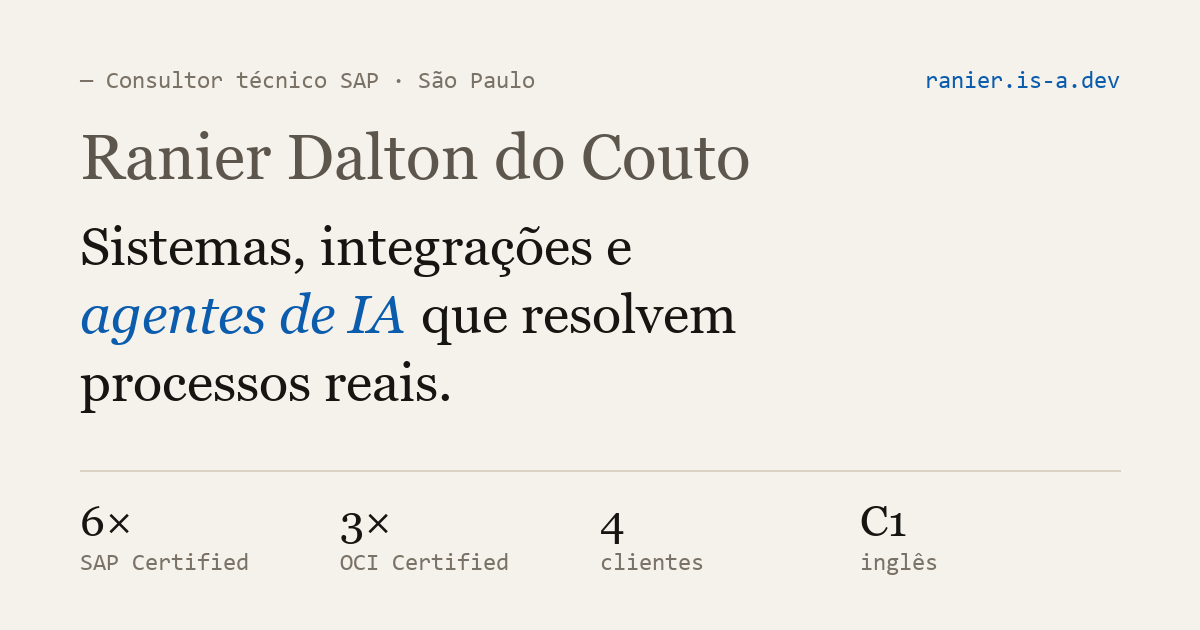 — Consultor técnico SAP · São Paulo
ranier.is-a.dev
Ranier Dalton do Couto
Sistemas, integrações e
agentes de IA que resolvem
processos reais.
6×
SAP Certified
3×
OCI Certified
4
clientes
C1
inglês